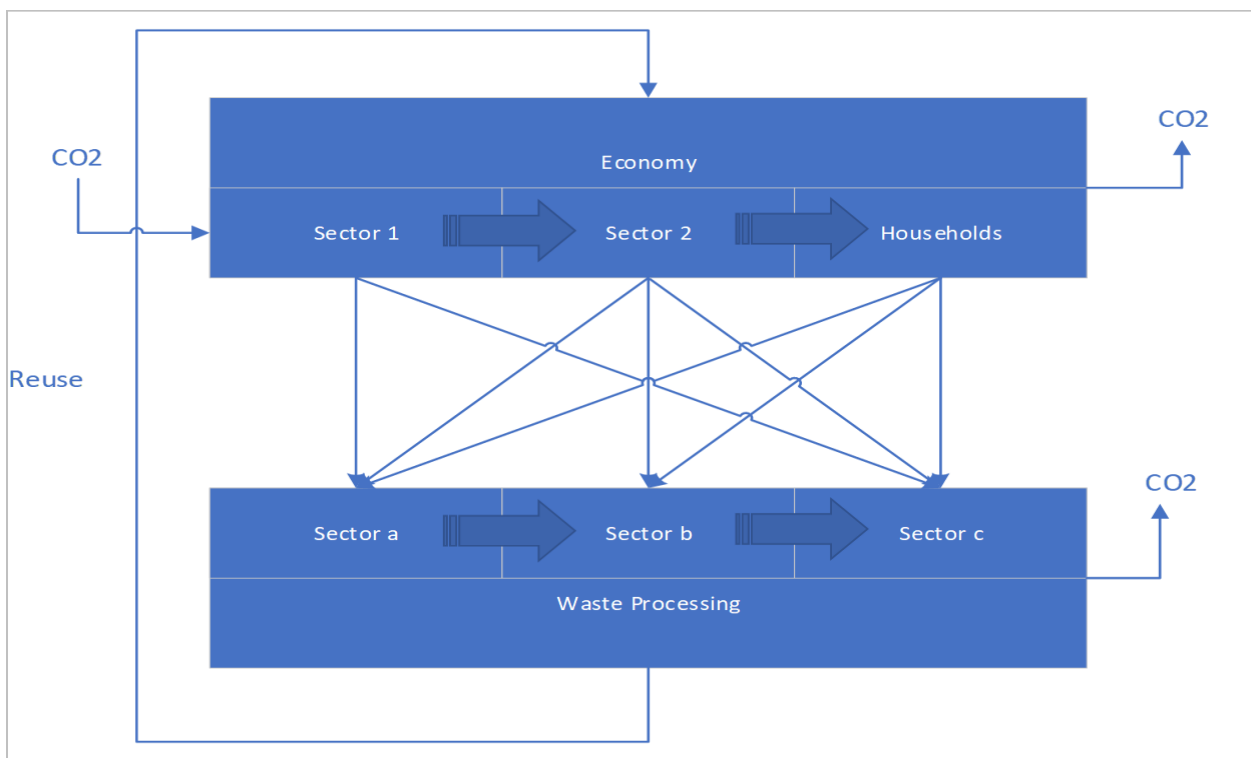 CO2
CO2
Economy
Sector 1
Sector 2
Households
Reuse
CO2
Sector a
Sector b
Sector c
Waste Processing